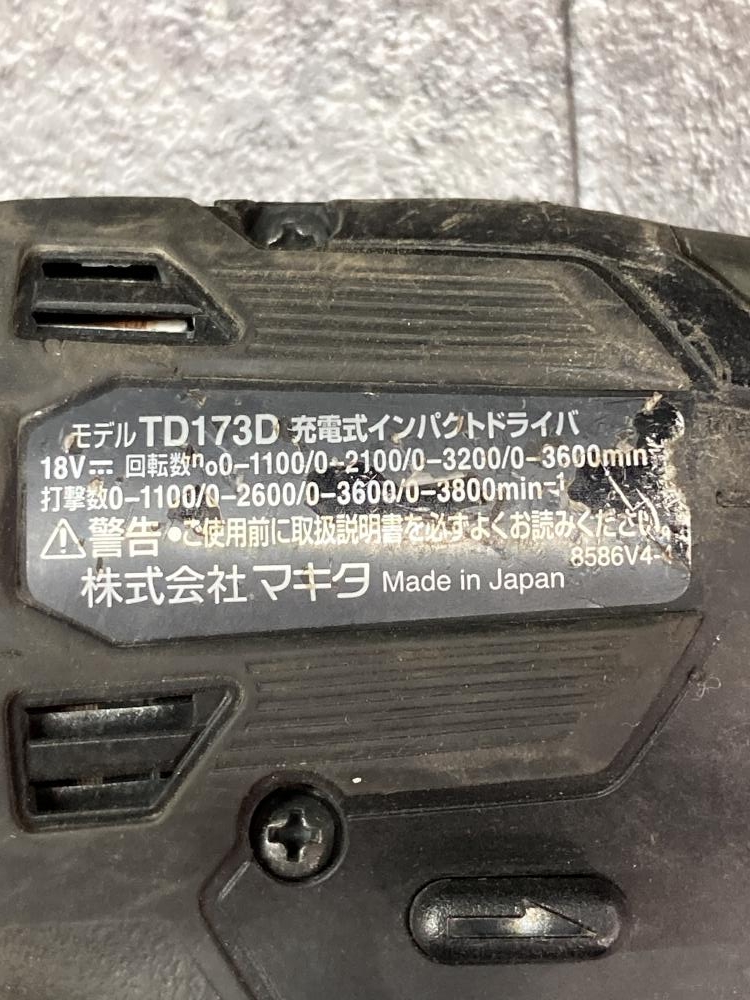 モデル TD173D 充電式インパクトドライバ
18V⎓ 回転数n₀0-1100/0-2100/0-3200/0-3600min
打撃数0-1100/0-2600/0-3600/0-3800min⁻¹
⚠警告 •ご使用前に取扱説明書を必ずよくお読みください。
8586V4-
株式会社マキタ Made in Japan